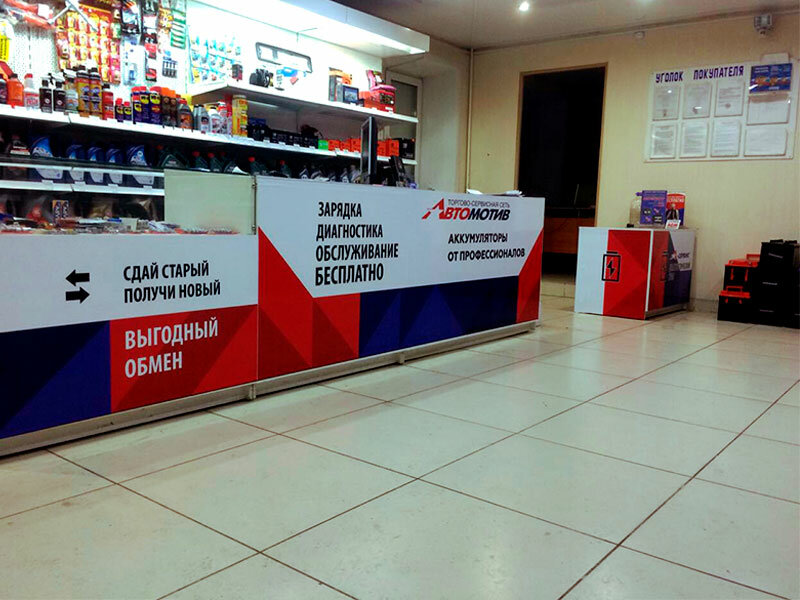 СДАЙ СТАРЫЙ
ПОЛУЧИ НОВЫЙ
ВЫГОДНЫЙ
ОБМЕН
ЗАРЯДКА
ДИАГНОСТИКА
ОБСЛУЖИВАНИЕ
БЕСПЛАТНО
ТОРГОВО-СЕРВИСНАЯ СЕТЬ
АВТОМОТИВ
АККУМУЛЯТОРЫ
ОТ ПРОФЕССИОНАЛОВ
УГОЛОК ПОКУПАТЕЛЯ